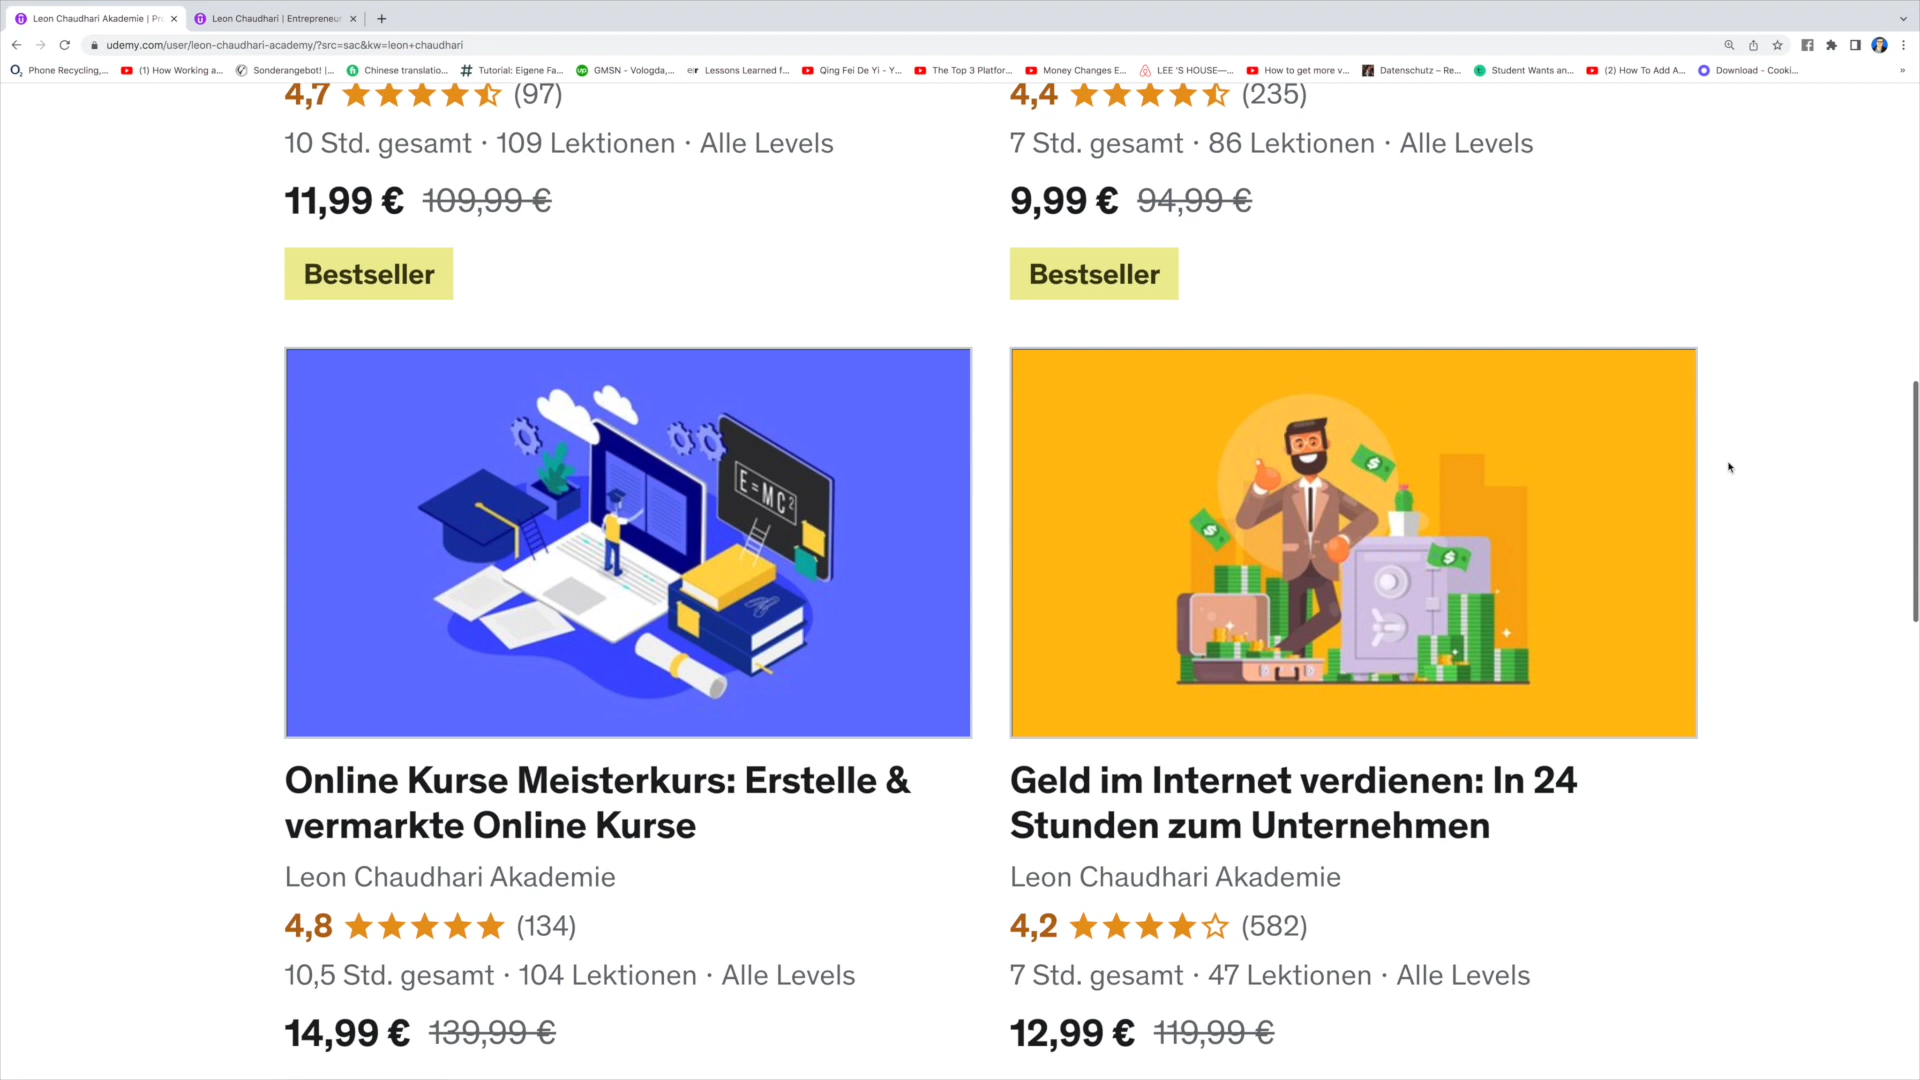 Leon Chaudhari Akademie | Pr
Leon Chaudhari | Entrepreneur
udemy.com/user/leon-chaudhari-academy/?src=sac&kw=leon+chaudhari
Phone Recycling,...
(1) How Working a...
Sonderangebot! |...
Chinese translatio...
Tutorial: Eigene Fa...
GMSN - Vologda,...
Lessons Learned f...
Qing Fei De Yi - Y...
The Top 3 Platfor...
Money Changes E...
LEE 'S HOUSE—...
How to get more v...
Datenschutz – Re...
Student Wants an...
(2) How To Add A...
Download - Cooki...
4,7 (97)
10 Std. gesamt · 109 Lektionen · Alle Levels
11,99 € 109,99 €
Bestseller
4,4 (235)
7 Std. gesamt · 86 Lektionen · Alle Levels
9,99 € 94,99 €
Bestseller
E=MC²
Online Kurse Meisterkurs: Erstelle &
vermarkte Online Kurse
Leon Chaudhari Akademie
4,8 (134)
10,5 Std. gesamt · 104 Lektionen · Alle Levels
14,99 € 139,99 €
Geld im Internet verdienen: In 24
Stunden zum Unternehmen
Leon Chaudhari Akademie
4,2 (582)
7 Std. gesamt · 47 Lektionen · Alle Levels
12,99 € 119,99 €